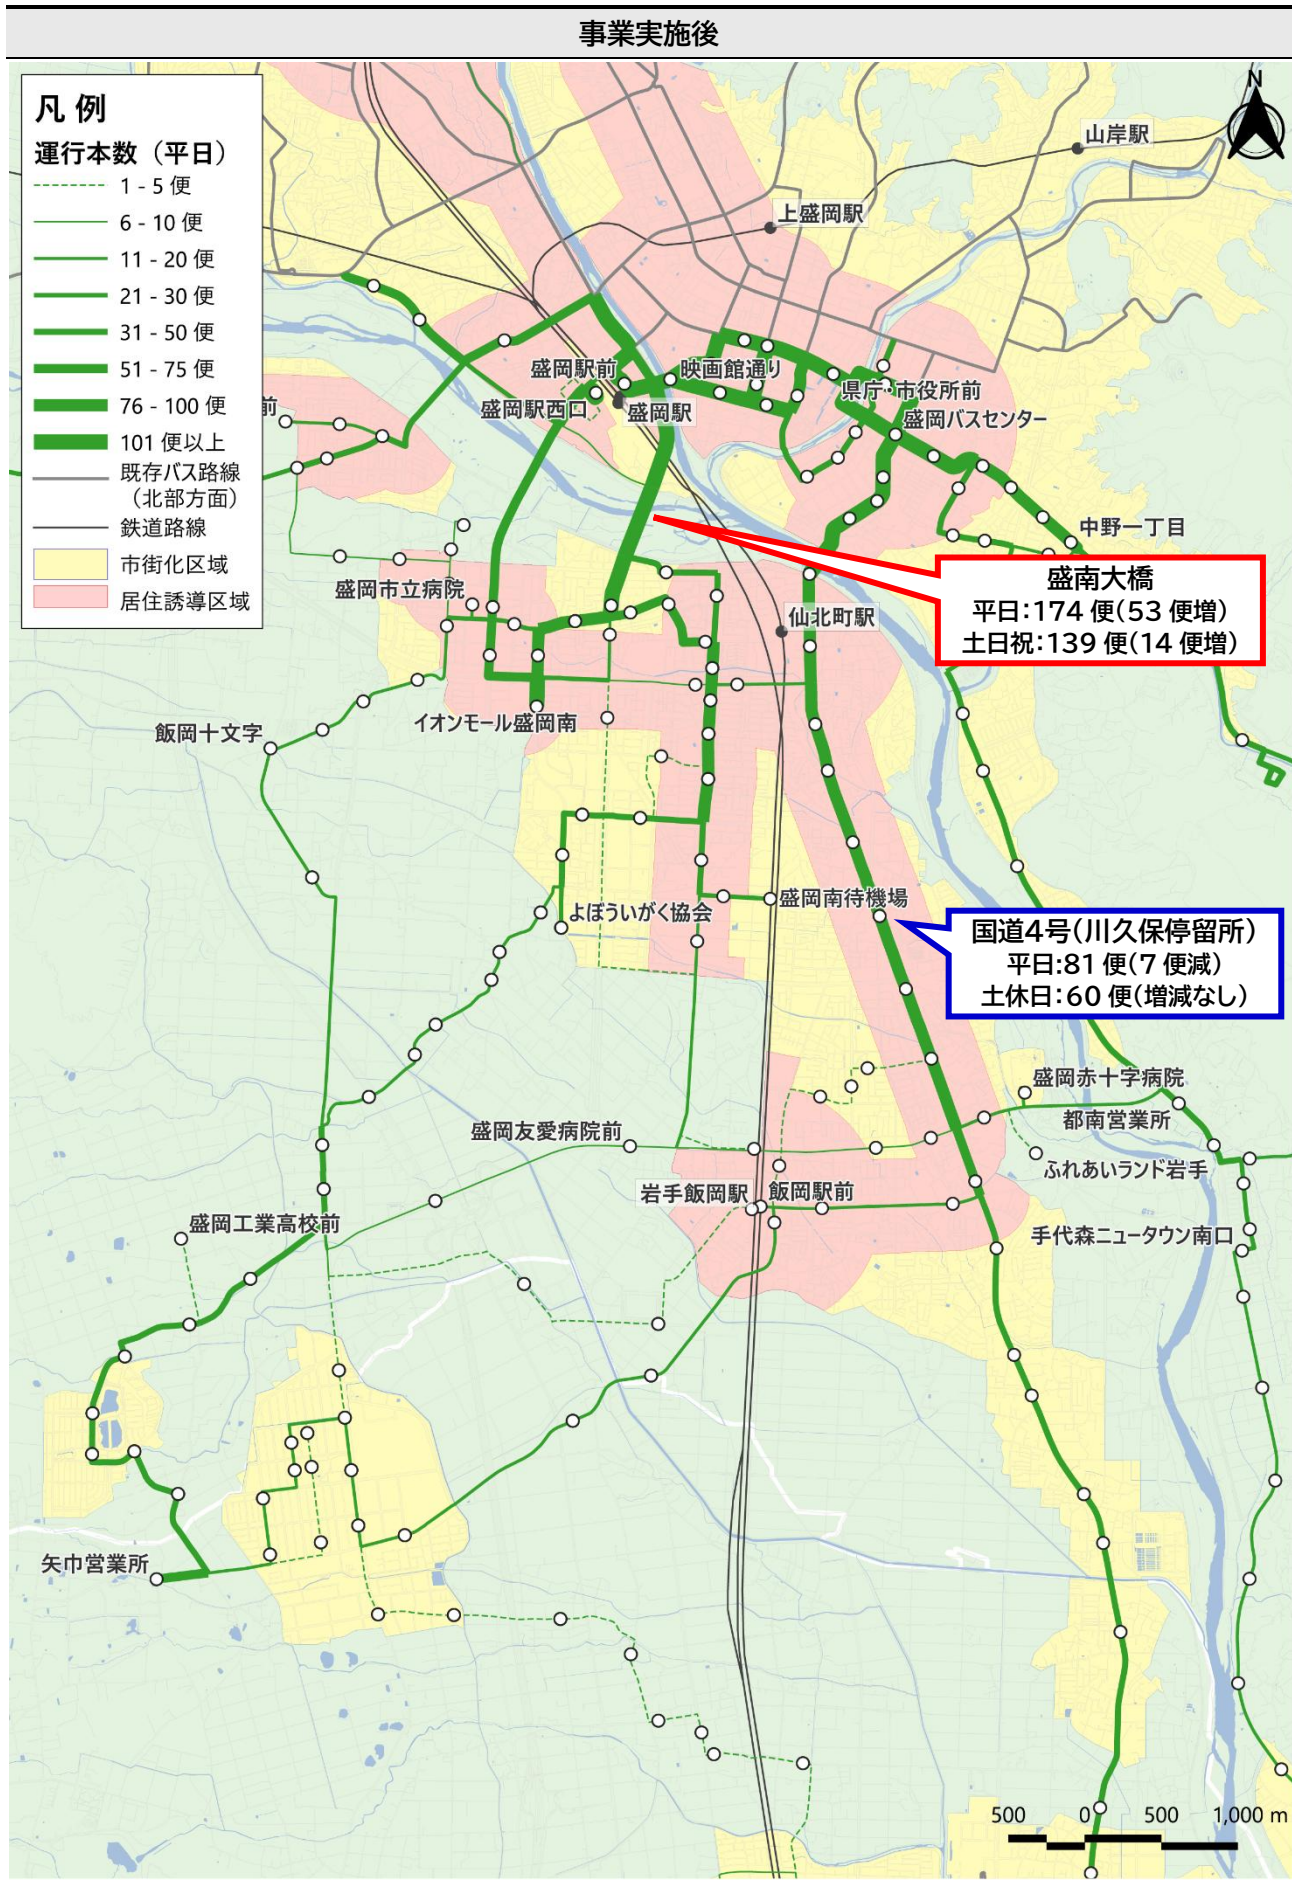 事業実施後
凡例
運行本数（平日）
1 - 5 便
6 - 10 便
11 - 20 便
21 - 30 便
31 - 50 便
51 - 75 便
76 - 100 便
101 便以上
既存バス路線
（北部方面）
鉄道路線
市街化区域
居住誘導区域
N
山岸駅
上盛岡駅
盛岡駅前
映画館通り
県庁・市役所前
前
盛岡駅西口
盛岡駅
盛岡バスセンター
中野一丁目
盛南大橋
平日：174 便（53 便増）
土日祝：139 便（14 便増）
盛岡市立病院
仙北町駅
飯岡十文字
イオンモール盛岡南
盛岡南待機場
よぼういがく協会
国道4号（川久保停留所）
平日：81 便（7 便減）
土休日：60 便（増減なし）
盛岡赤十字病院
都南営業所
盛岡友愛病院前
ふれあいランド岩手
岩手飯岡駅
飯岡駅前
盛岡工業高校前
手代森ニュータウン南口
矢巾営業所
500 0 500 1,000 m